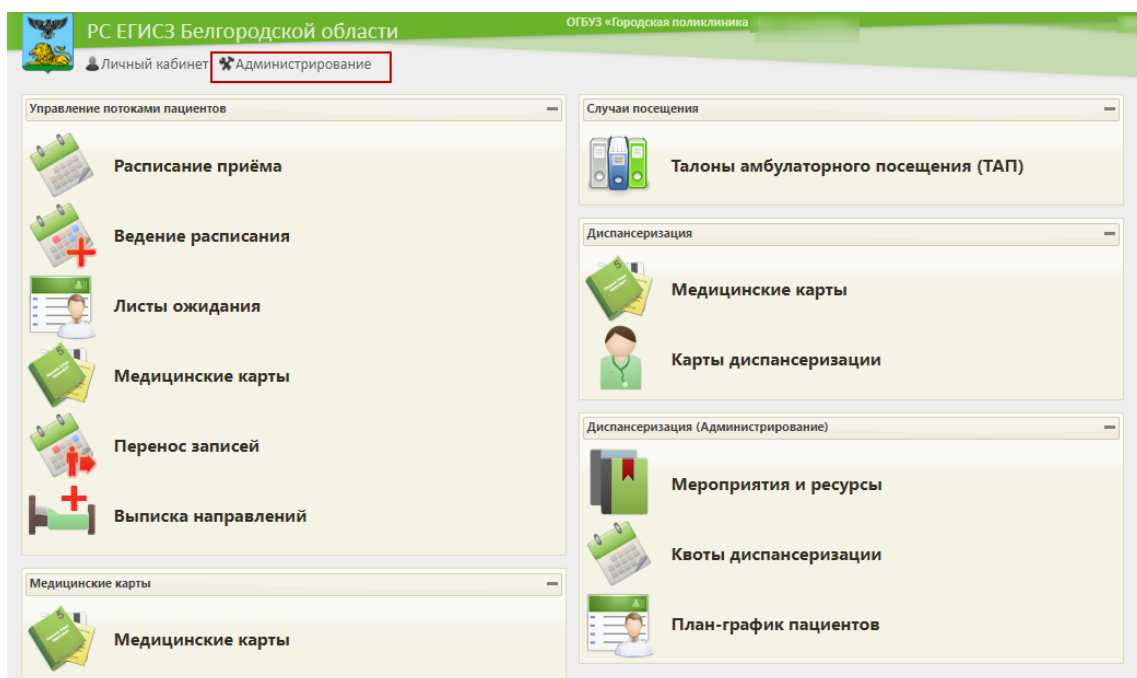 РС ЕГИСЗ Белгородской области
ОГБУЗ «Городская поликлиника
Личный кабинет
Администрирование
Управление потоками пациентов
Расписание приёма
Ведение расписания
Листы ожидания
Медицинские карты
Перенос записей
Выписка направлений
Медицинские карты
Медицинские карты
Случаи посещения
Талоны амбулаторного посещения (ТАП)
Диспансеризация
Медицинские карты
Карты диспансеризации
Диспансеризация (Администрирование)
Мероприятия и ресурсы
Квоты диспансеризации
План-график пациентов